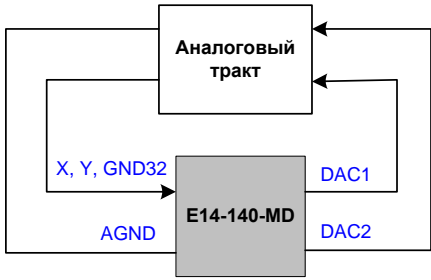 Аналоговый
тракт
X, Y, GND32
DAC1
E14-140-MD
AGND
DAC2